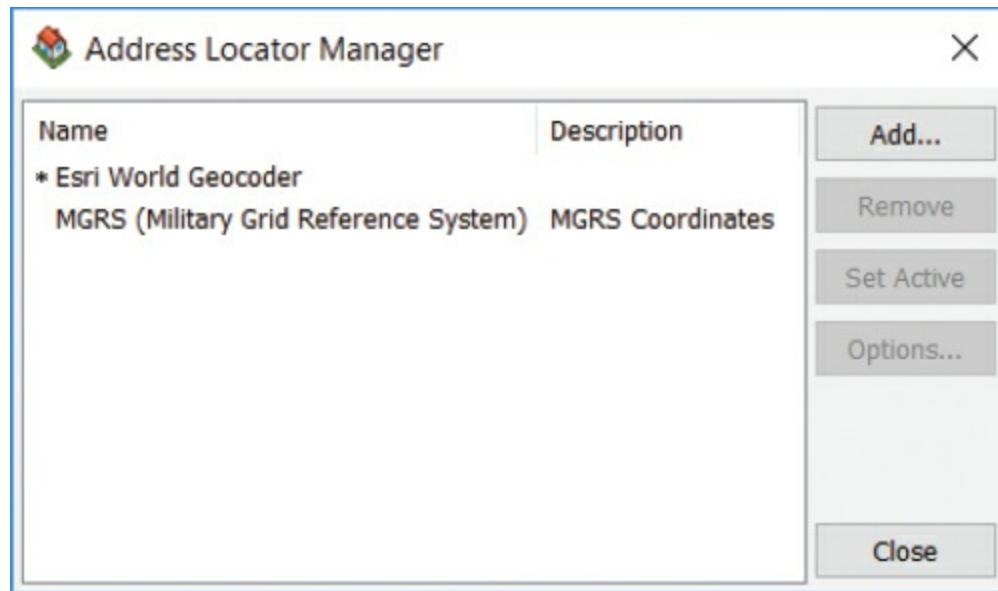 Address Locator Manager
Name Description
* Esri World Geocoder
MGRS (Military Grid Reference System) MGRS Coordinates
Add...
Remove
Set Active
Options...
Close